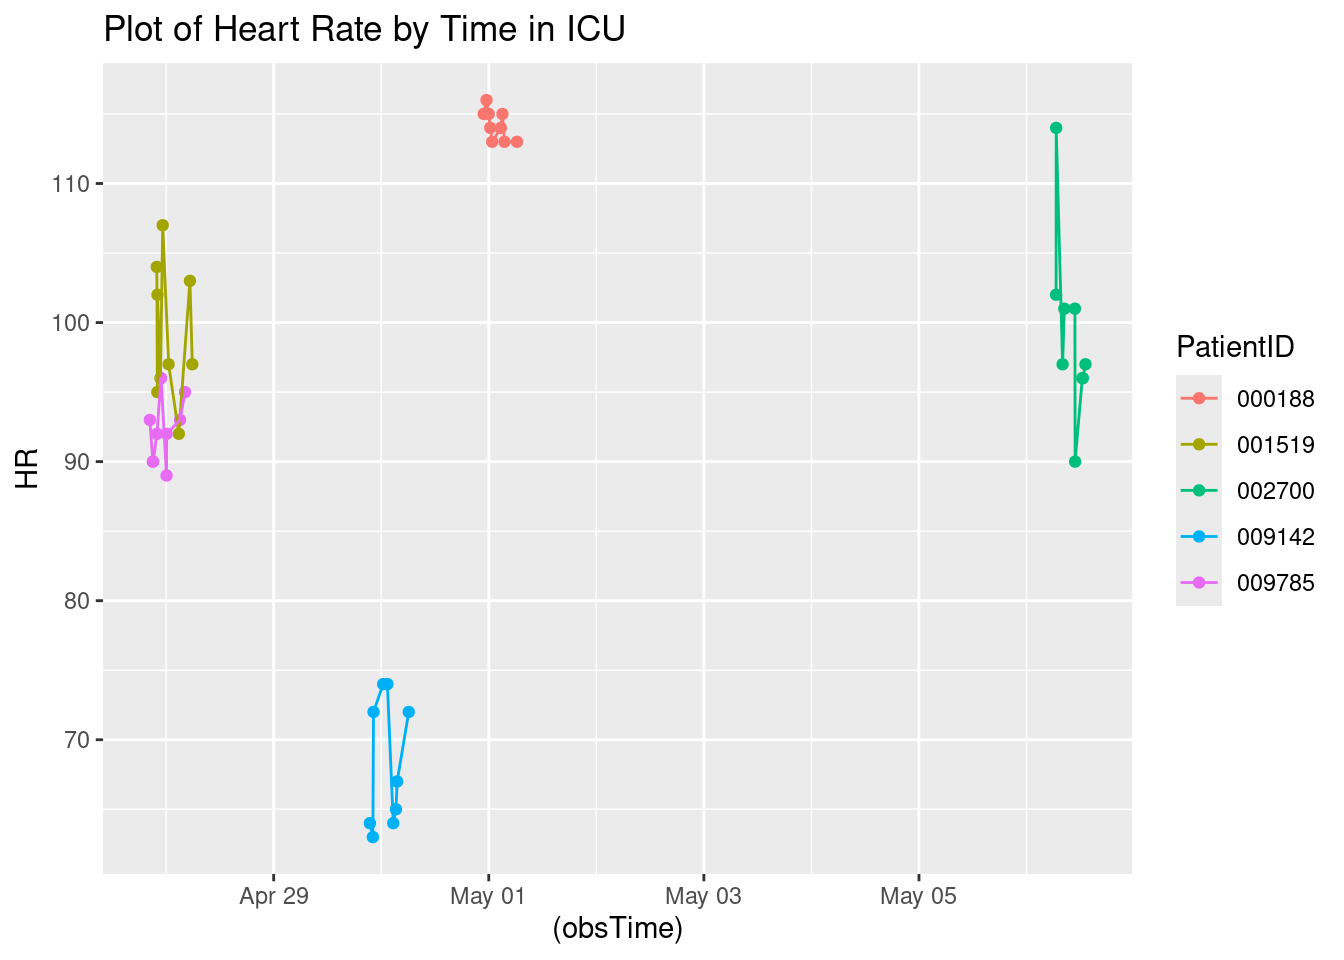 Plot of Heart Rate by Time in ICU
110
100
90
80
70
HR
Apr 29
May 01
May 03
May 05
(obsTime)
PatientID
000188
001519
002700
009142
009785